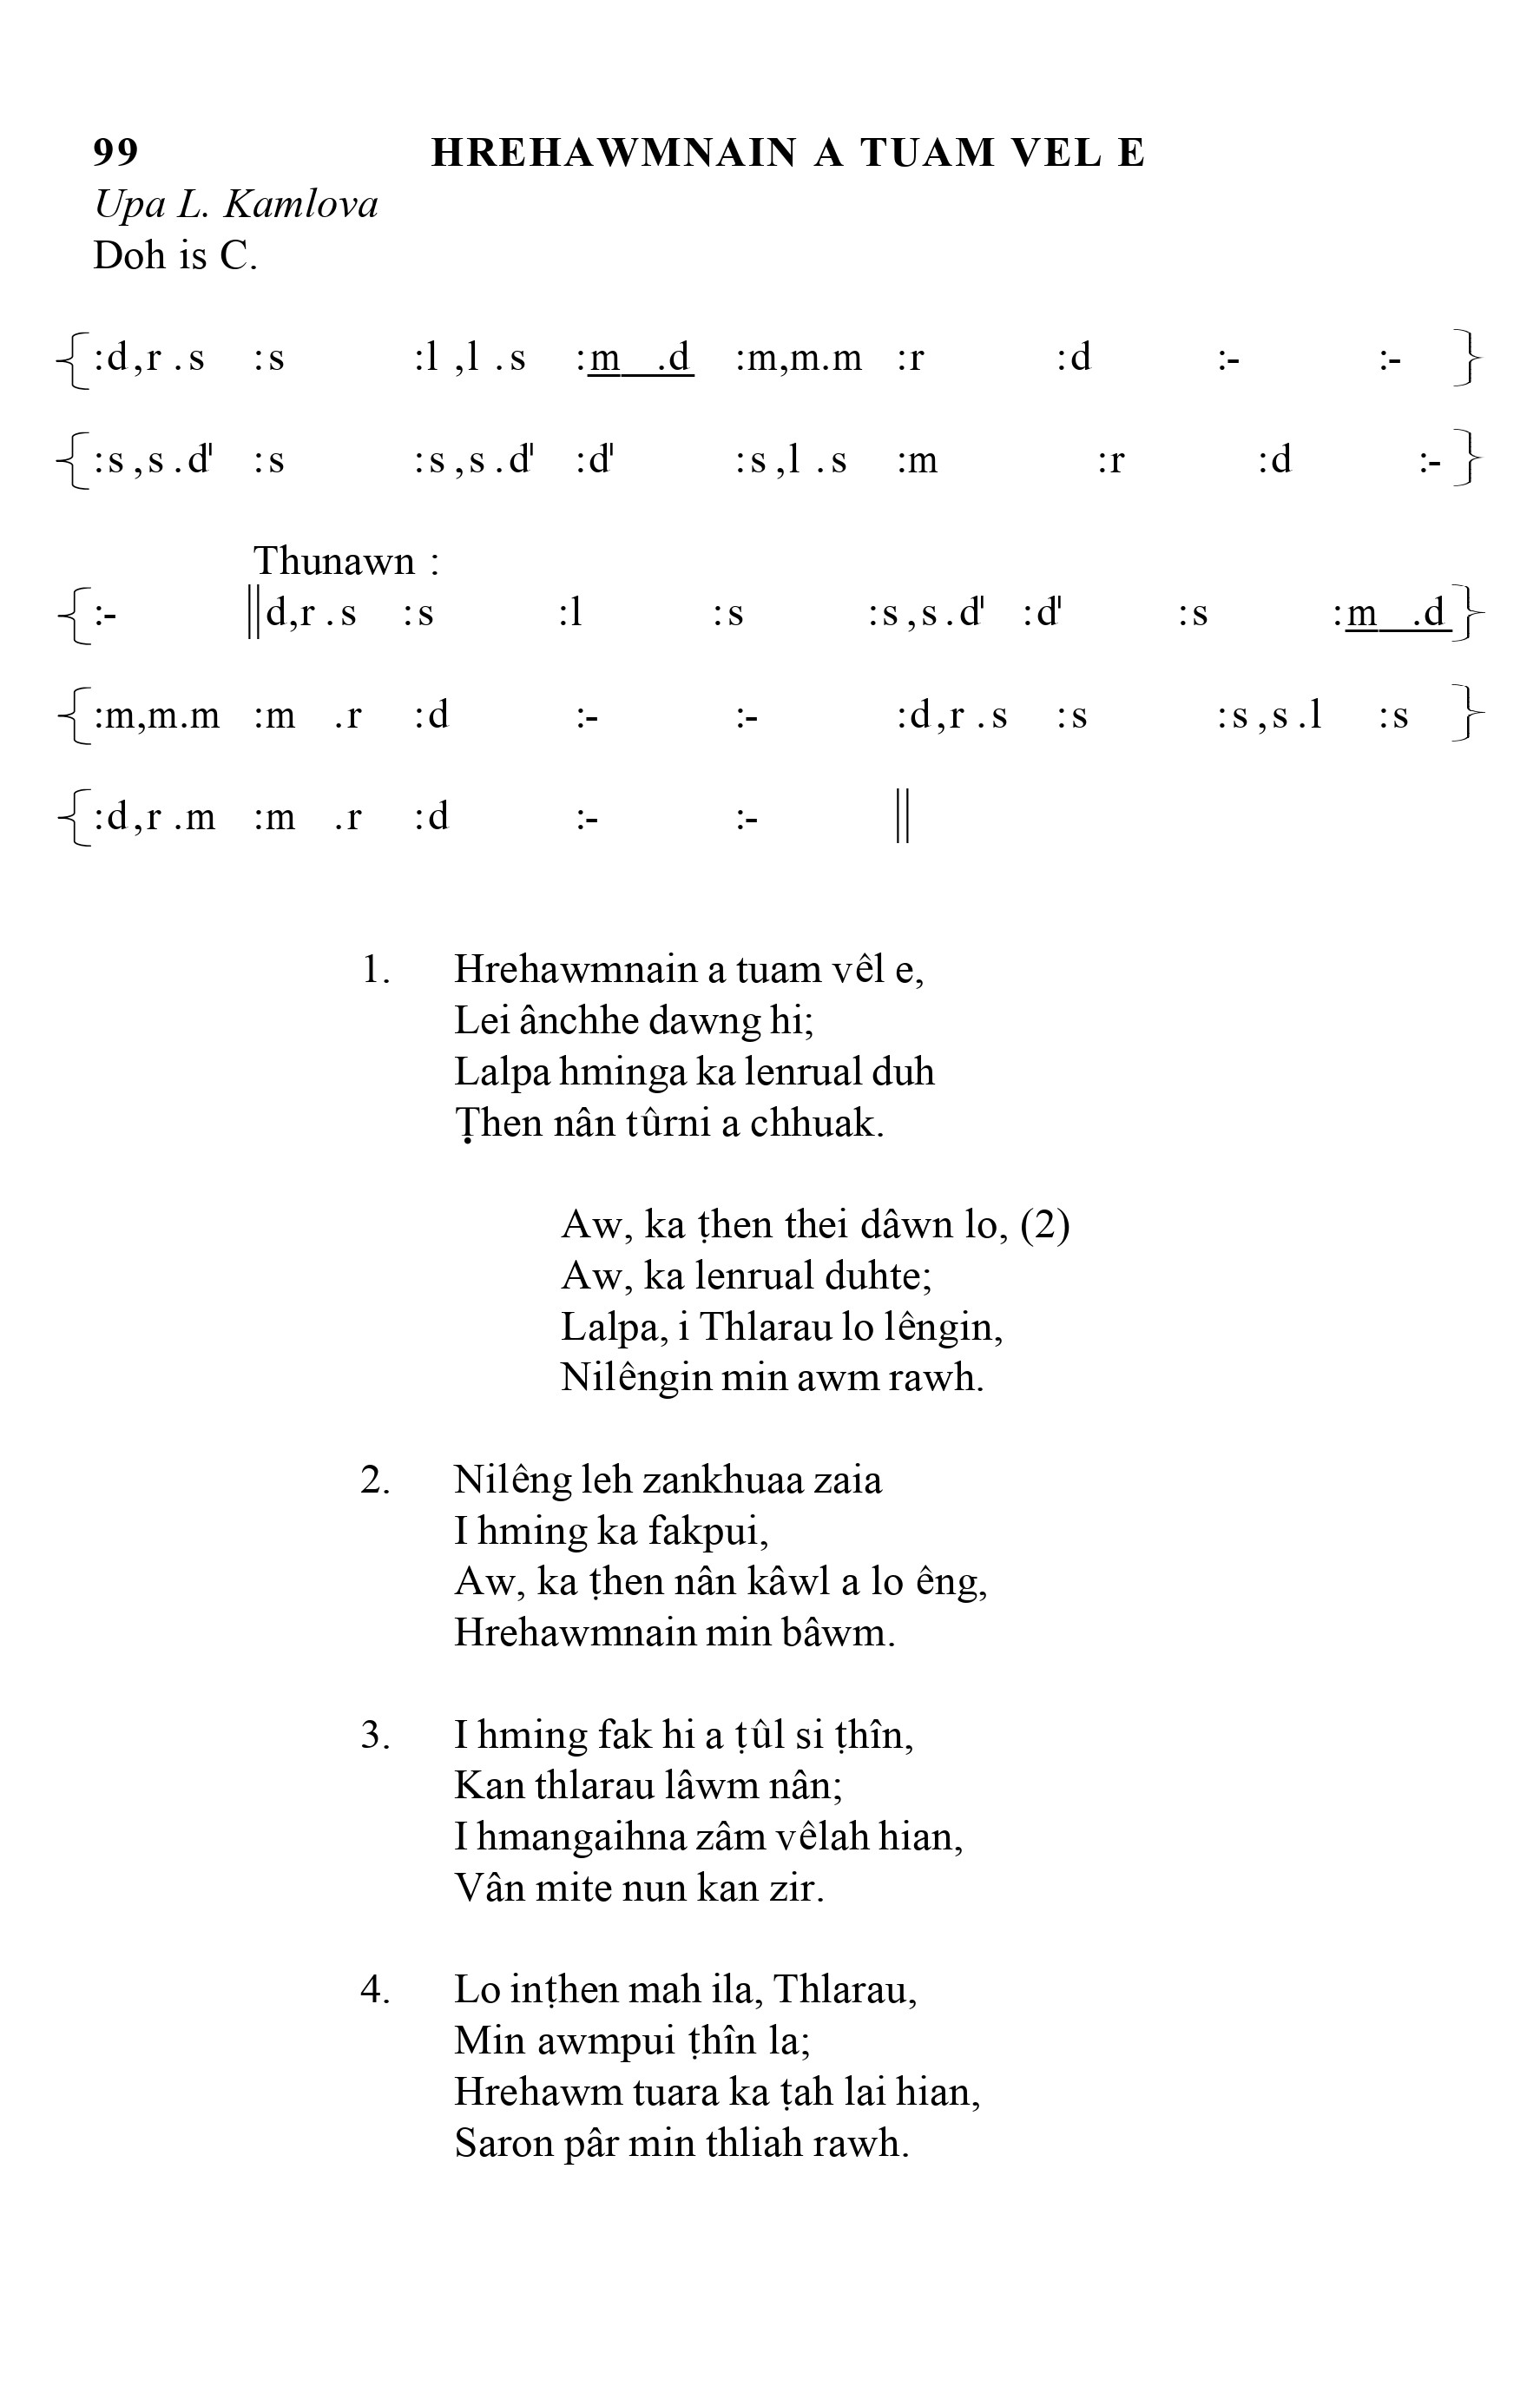 99 HREHAWMNAIN A TUAM VEL E
Upa L. Kamlova
Doh is C.
{:d,r .s :s :l ,l .s :m .d :m,m.m :r :d :- :- }
{:s ,s .d' :s :s ,s .d' :d' :s ,l .s :m :r :d :- }
Thunawn :
{:- ||d,r .s :s :l :s :s ,s .d' :d' :s :m .d }
{:m,m.m :m .r :d :- :- :d,r .s :s :s ,s .l :s }
{:d,r .m :m .r :d :- :- ||
1. Hrehawmnain a tuam vêl e,
Lei ânchhe dawng hi;
Lalpa hminga ka lenrual duh
Ṭhen nân tûrni a chhuak.
Aw, ka ṭhen thei dâwn lo, (2)
Aw, ka lenrual duhte;
Lalpa, i Thlarau lo lêngin,
Nilêngin min awm rawh.
2. Nilêng leh zankhuaa zaia
I hming ka fakpui,
Aw, ka ṭhen nân kâwl a lo êng,
Hrehawmnain min bâwm.
3. I hming fak hi a ṭûl si ṭhîn,
Kan thlarau lâwm nân;
I hmangaihna zâm vêlah hian,
Vân mite nun kan zir.
4. Lo inṭhen mah ila, Thlarau,
Min awmpui ṭhîn la;
Hrehawm tuara ka ṭah lai hian,
Saron pâr min thliah rawh.